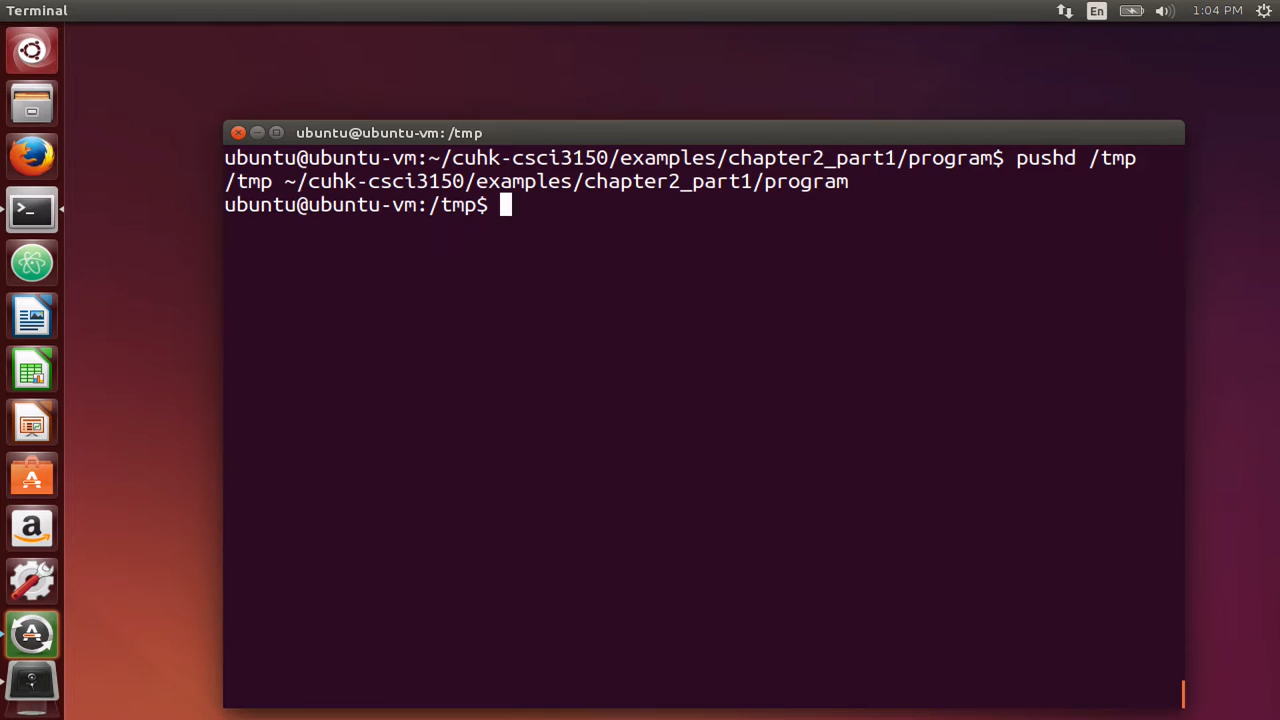 Terminal
En
1:04 PM
ubuntu@ubuntu-vm: /tmp
ubuntu@ubuntu-vm:~/cuhk-csci3150/examples/chapter2_part1/program$ pushd /tmp
/tmp ~/cuhk-csci3150/examples/chapter2_part1/program
ubuntu@ubuntu-vm:/tmp$